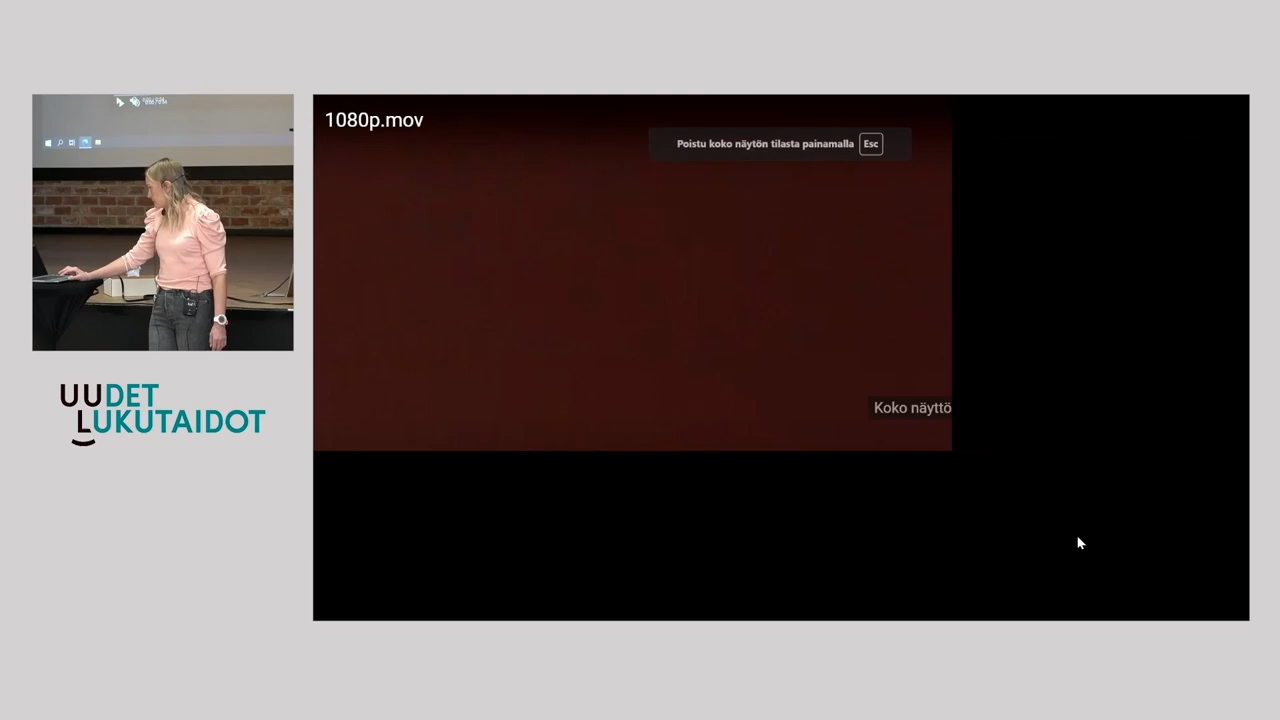 1080p.mov
Poistu koko näytön tilasta painamalla Esc
Koko näyttö
UUDET
LUKUTAIDOT